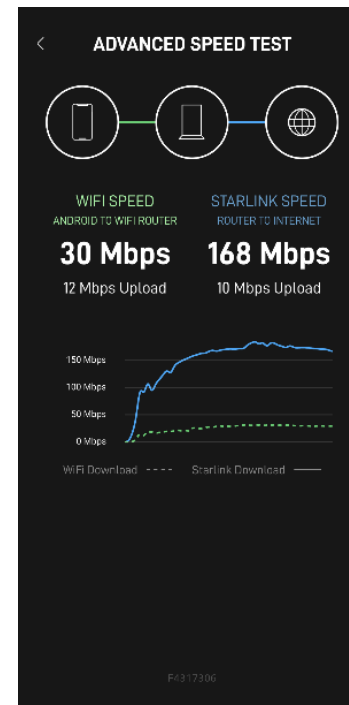 ADVANCED SPEED TEST
WIFI SPEED
ANDROID TO WIFI ROUTER
30 Mbps
12 Mbps Upload
STARLINK SPEED
ROUTER TO INTERNET
168 Mbps
10 Mbps Upload
150 Mbps
100 Mbps
50 Mbps
0 Mbps
WiFi Download
Starlink Download
F4317306